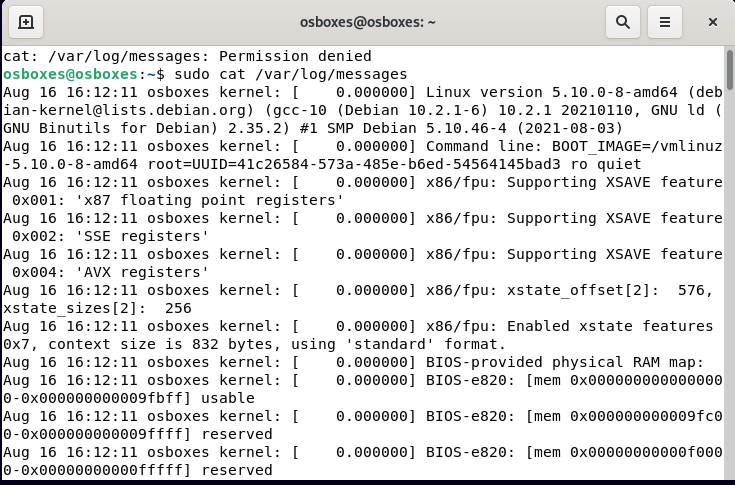 osboxes@osboxes: ~
cat: /var/log/messages: Permission denied
osboxes@osboxes:~$ sudo cat /var/log/messages
Aug 16 16:12:11 osboxes kernel: [    0.000000] Linux version 5.10.0-8-amd64 (deb
ian-kernel@lists.debian.org) (gcc-10 (Debian 10.2.1-6) 10.2.1 20210110, GNU ld (
GNU Binutils for Debian) 2.35.2) #1 SMP Debian 5.10.46-4 (2021-08-03)
Aug 16 16:12:11 osboxes kernel: [    0.000000] Command line: BOOT_IMAGE=/vmlinuz
-5.10.0-8-amd64 root=UUID=41c26584-573a-485e-b6ed-54564145bad3 ro quiet
Aug 16 16:12:11 osboxes kernel: [    0.000000] x86/fpu: Supporting XSAVE feature
 0x001: 'x87 floating point registers'
Aug 16 16:12:11 osboxes kernel: [    0.000000] x86/fpu: Supporting XSAVE feature
 0x002: 'SSE registers'
Aug 16 16:12:11 osboxes kernel: [    0.000000] x86/fpu: Supporting XSAVE feature
 0x004: 'AVX registers'
Aug 16 16:12:11 osboxes kernel: [    0.000000] x86/fpu: xstate_offset[2]:  576,
xstate_sizes[2]:  256
Aug 16 16:12:11 osboxes kernel: [    0.000000] x86/fpu: Enabled xstate features
0x7, context size is 832 bytes, using 'standard' format.
Aug 16 16:12:11 osboxes kernel: [    0.000000] BIOS-provided physical RAM map:
Aug 16 16:12:11 osboxes kernel: [    0.000000] BIOS-e820: [mem 0x000000000000000
0-0x000000000009fbff] usable
Aug 16 16:12:11 osboxes kernel: [    0.000000] BIOS-e820: [mem 0x000000000009fc0
0-0x000000000009ffff] reserved
Aug 16 16:12:11 osboxes kernel: [    0.000000] BIOS-e820: [mem 0x00000000000f000
0-0x00000000000fffff] reserved